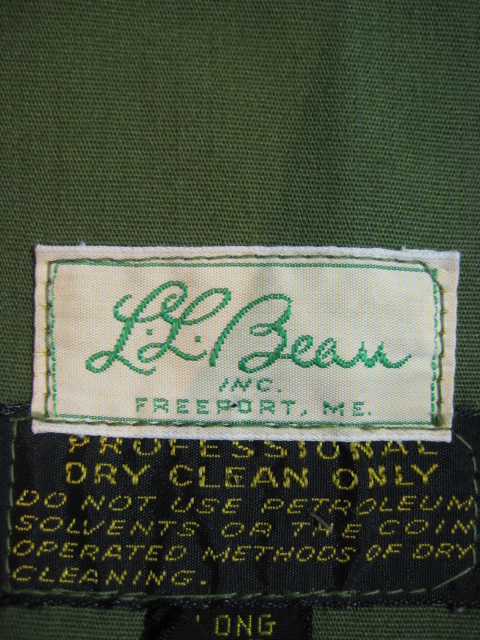 L.L. Bean
INC.
FREEPORT, ME.
PROFESSIONAL
DRY CLEAN ONLY
DO NOT USE PETROLEUM
SOLVENTS OR THE COIN
OPERATED METHODS OF DRY
CLEANING.
ONG